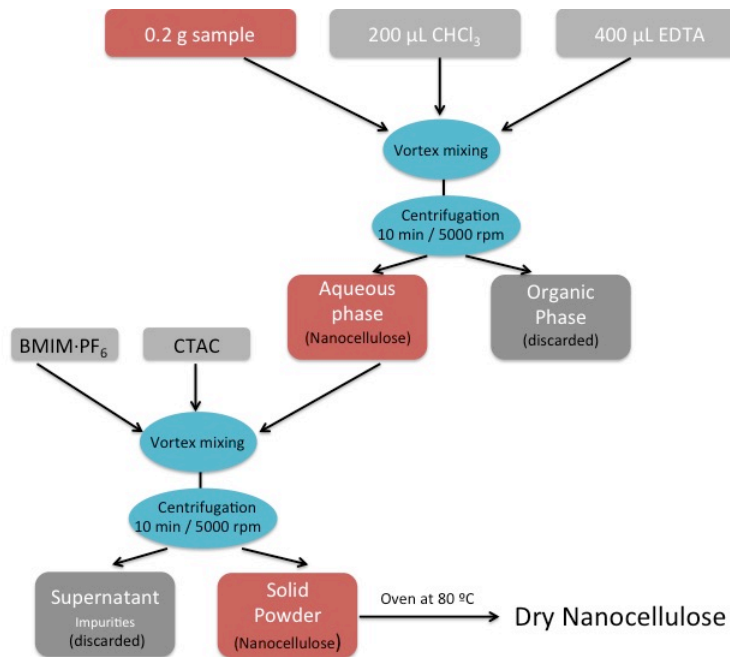 0.2 g sample
200 µL CHCl₃
400 µL EDTA
Vortex mixing
Centrifugation
10 min / 5000 rpm
Aqueous
phase
(Nanocellulose)
Organic
Phase
(discarded)
BMIM·PF₆
CTAC
Vortex mixing
Centrifugation
10 min / 5000 rpm
Supernatant
Impurities
(discarded)
Solid
Powder
(Nanocellulose)
Oven at 80 ºC
Dry Nanocellulose